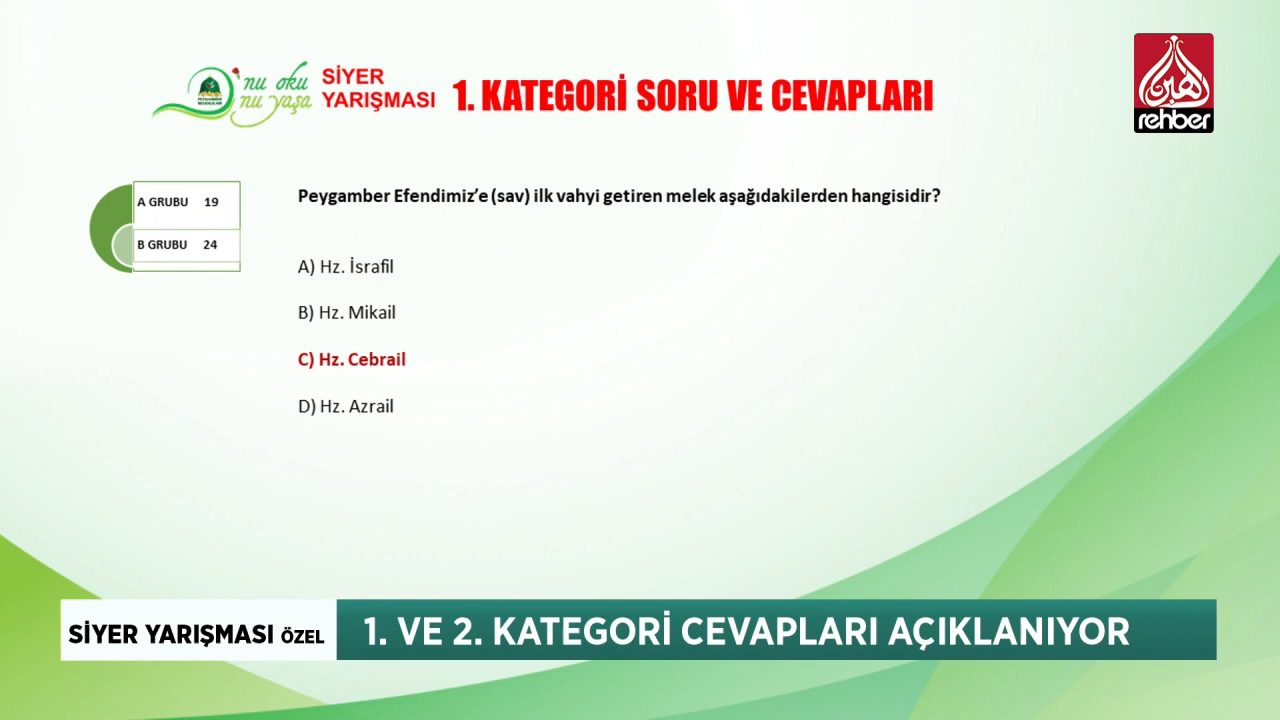 O'nu oku
O'nu yaşa
PEYGAMBER
SEVDALILARI
SİYER
YARIŞMASI
1. KATEGORİ SORU VE CEVAPLARI
rehber
A GRUBU 19
B GRUBU 24
Peygamber Efendimiz'e (sav) ilk vahyi getiren melek aşağıdakilerden hangisidir?
A) Hz. İsrafil
B) Hz. Mikail
C) Hz. Cebrail
D) Hz. Azrail
SİYER YARIŞMASI ÖZEL
1. VE 2. KATEGORİ CEVAPLARI AÇIKLANIYOR